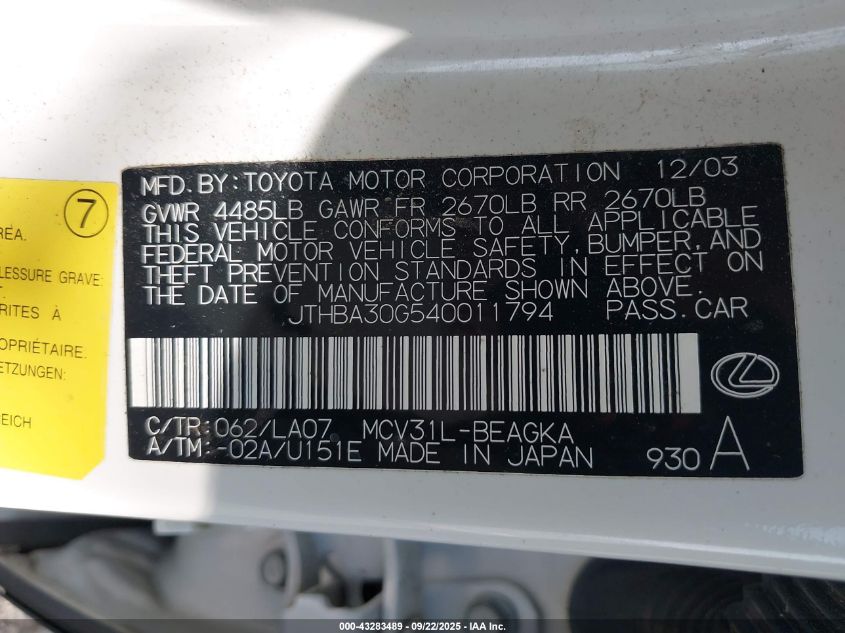 7
RÉA.
LESSURE GRAVE:
RITES À
OPRIÉTAIRE.
ETZUNGEN:
EICH
MFD. BY: TOYOTA MOTOR CORPORATION 12/03
GVWR 4485LB GAWR FR 2670LB RR 2670LB
THIS VEHICLE CONFORMS TO ALL APPLICABLE
FEDERAL MOTOR VEHICLE SAFETY, BUMPER, AND
THEFT PREVENTION STANDARDS IN EFFECT ON
THE DATE OF MANUFACTURE SHOWN ABOVE.
JTHBA30G540011794 PASS. CAR
C/TR: 062/LA07 MCV31L-BEAGKA
A/TM: -02A/U151E MADE IN JAPAN 930 A
000-43283489 - 09/22/2025 - IAAI, Inc.